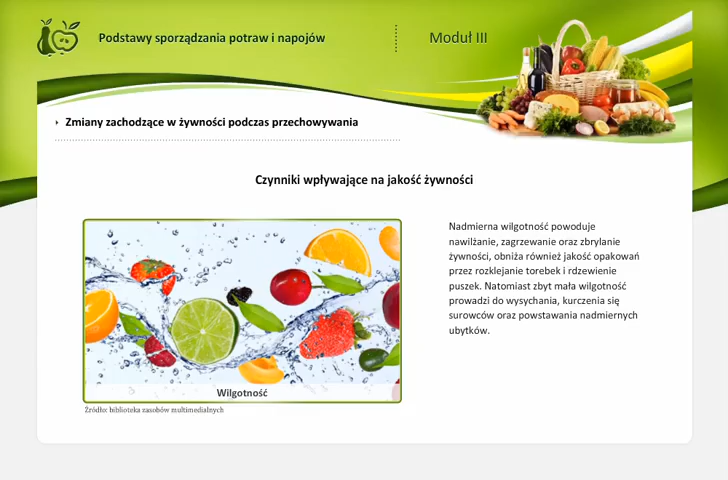 Podstawy sporządzania potraw i napojów
Moduł III
Zmiany zachodzące w żywności podczas przechowywania
Czynniki wpływające na jakość żywności
Nadmierna wilgotność powoduje
nawilżanie, zagrzewanie oraz zbrylanie
żywności, obniża również jakość opakowań
przez rozklejanie torebek i rdzewienie
puszek. Natomiast zbyt mała wilgotność
prowadzi do wysychania, kurczenia się
surowców oraz powstawania nadmiernych
ubytków.
Wilgotność
Źródło: biblioteka zasobów multimedialnych